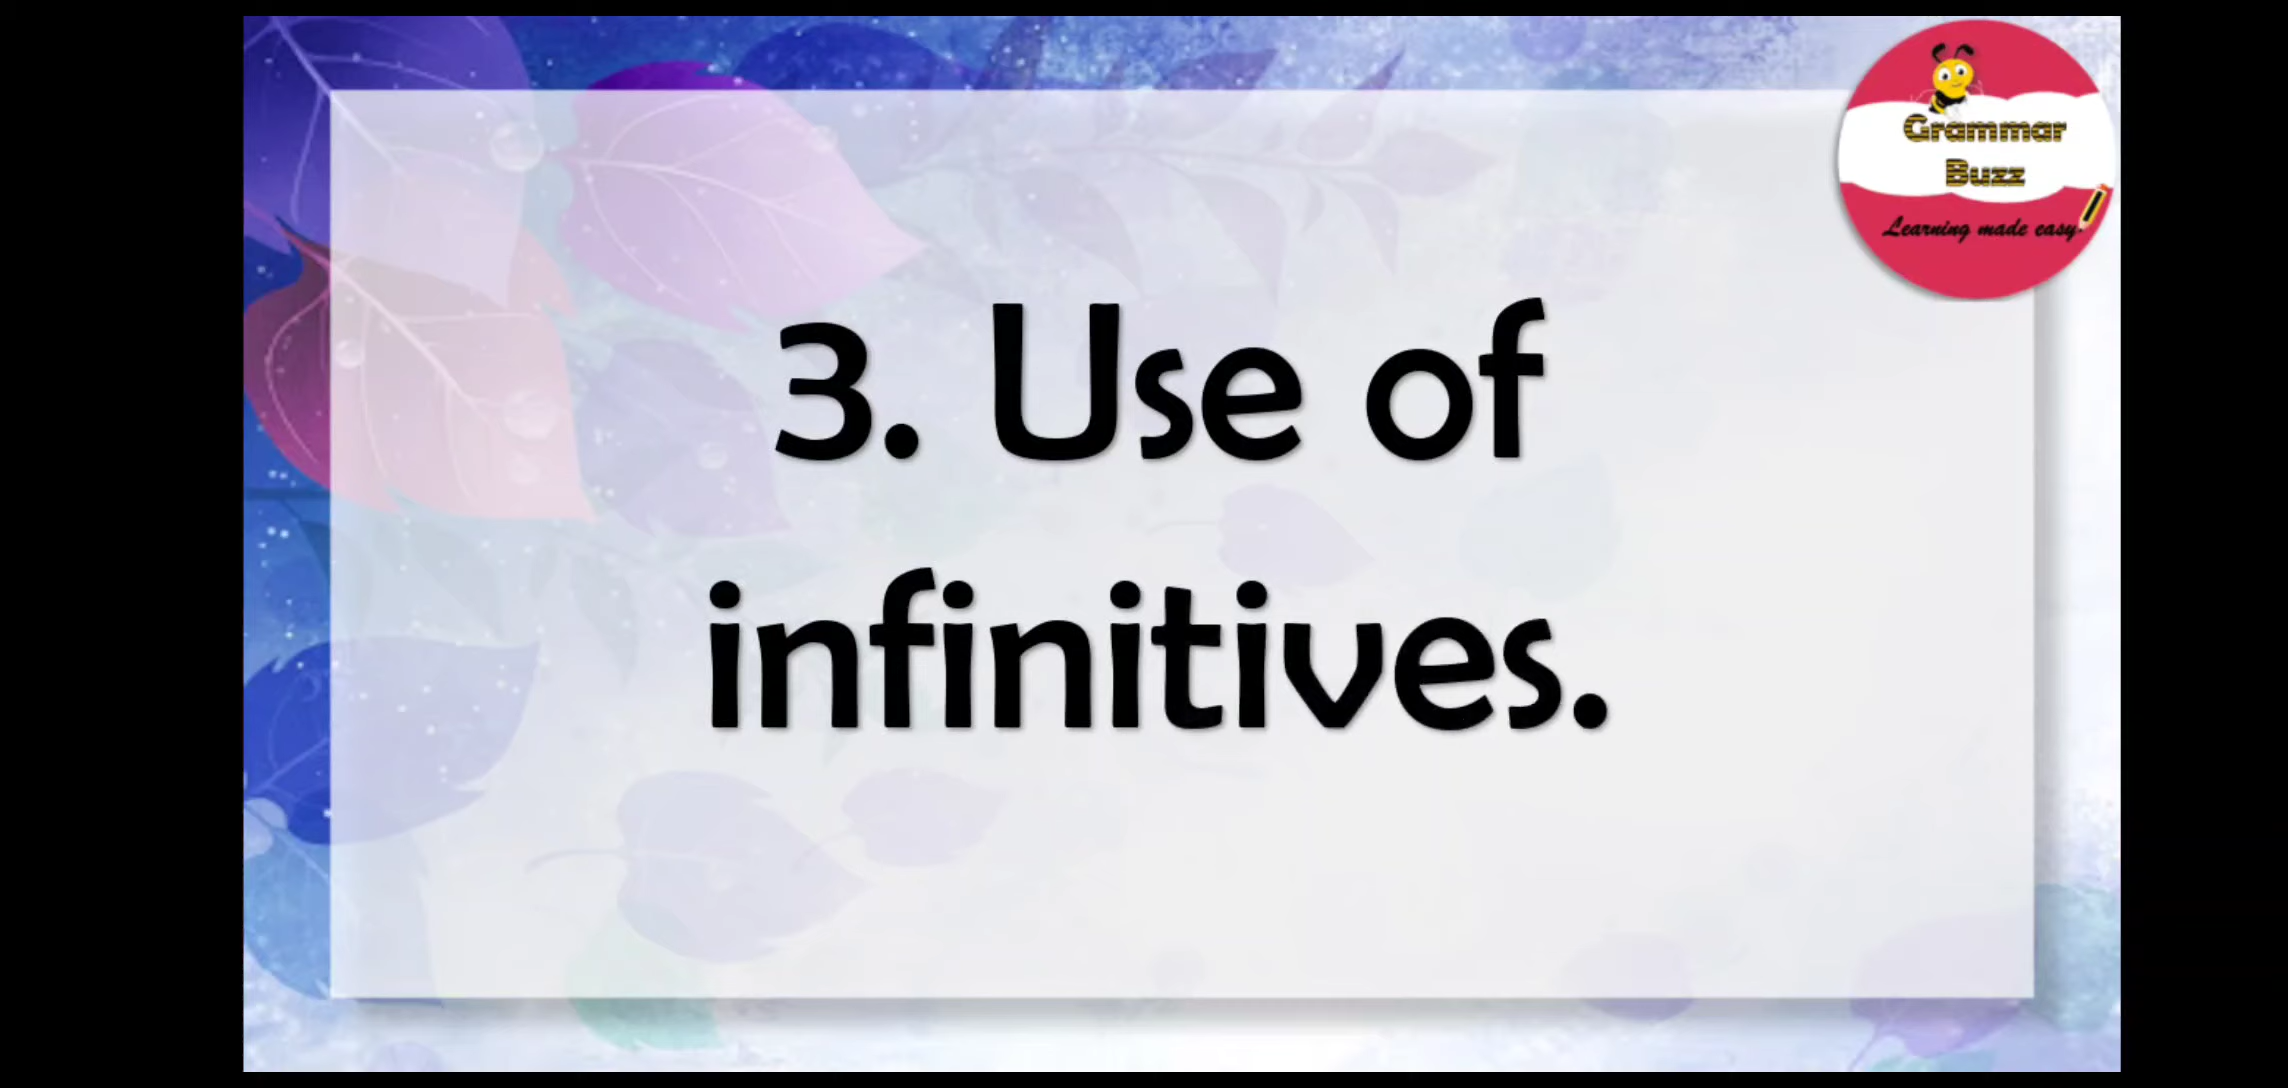 Grammar
Buzz
Learning made easy
3. Use of
infinitives.